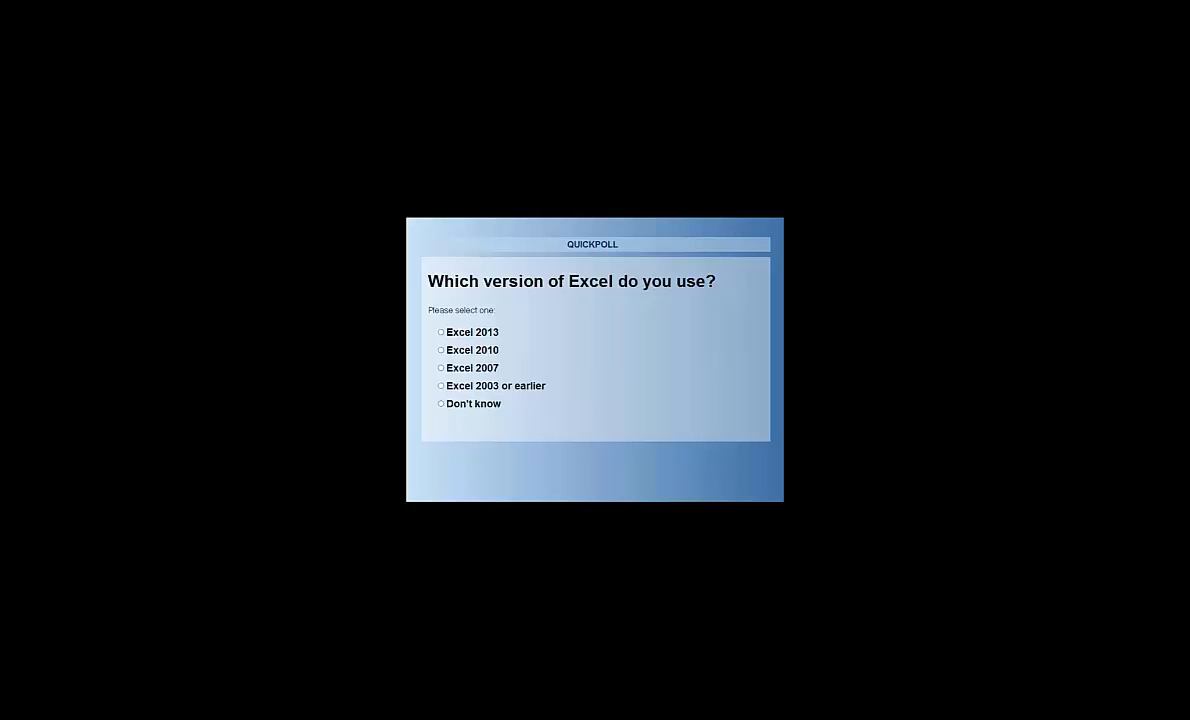 QUICKPOLL
Which version of Excel do you use?
Please select one:
Excel 2013
Excel 2010
Excel 2007
Excel 2003 or earlier
Don't know